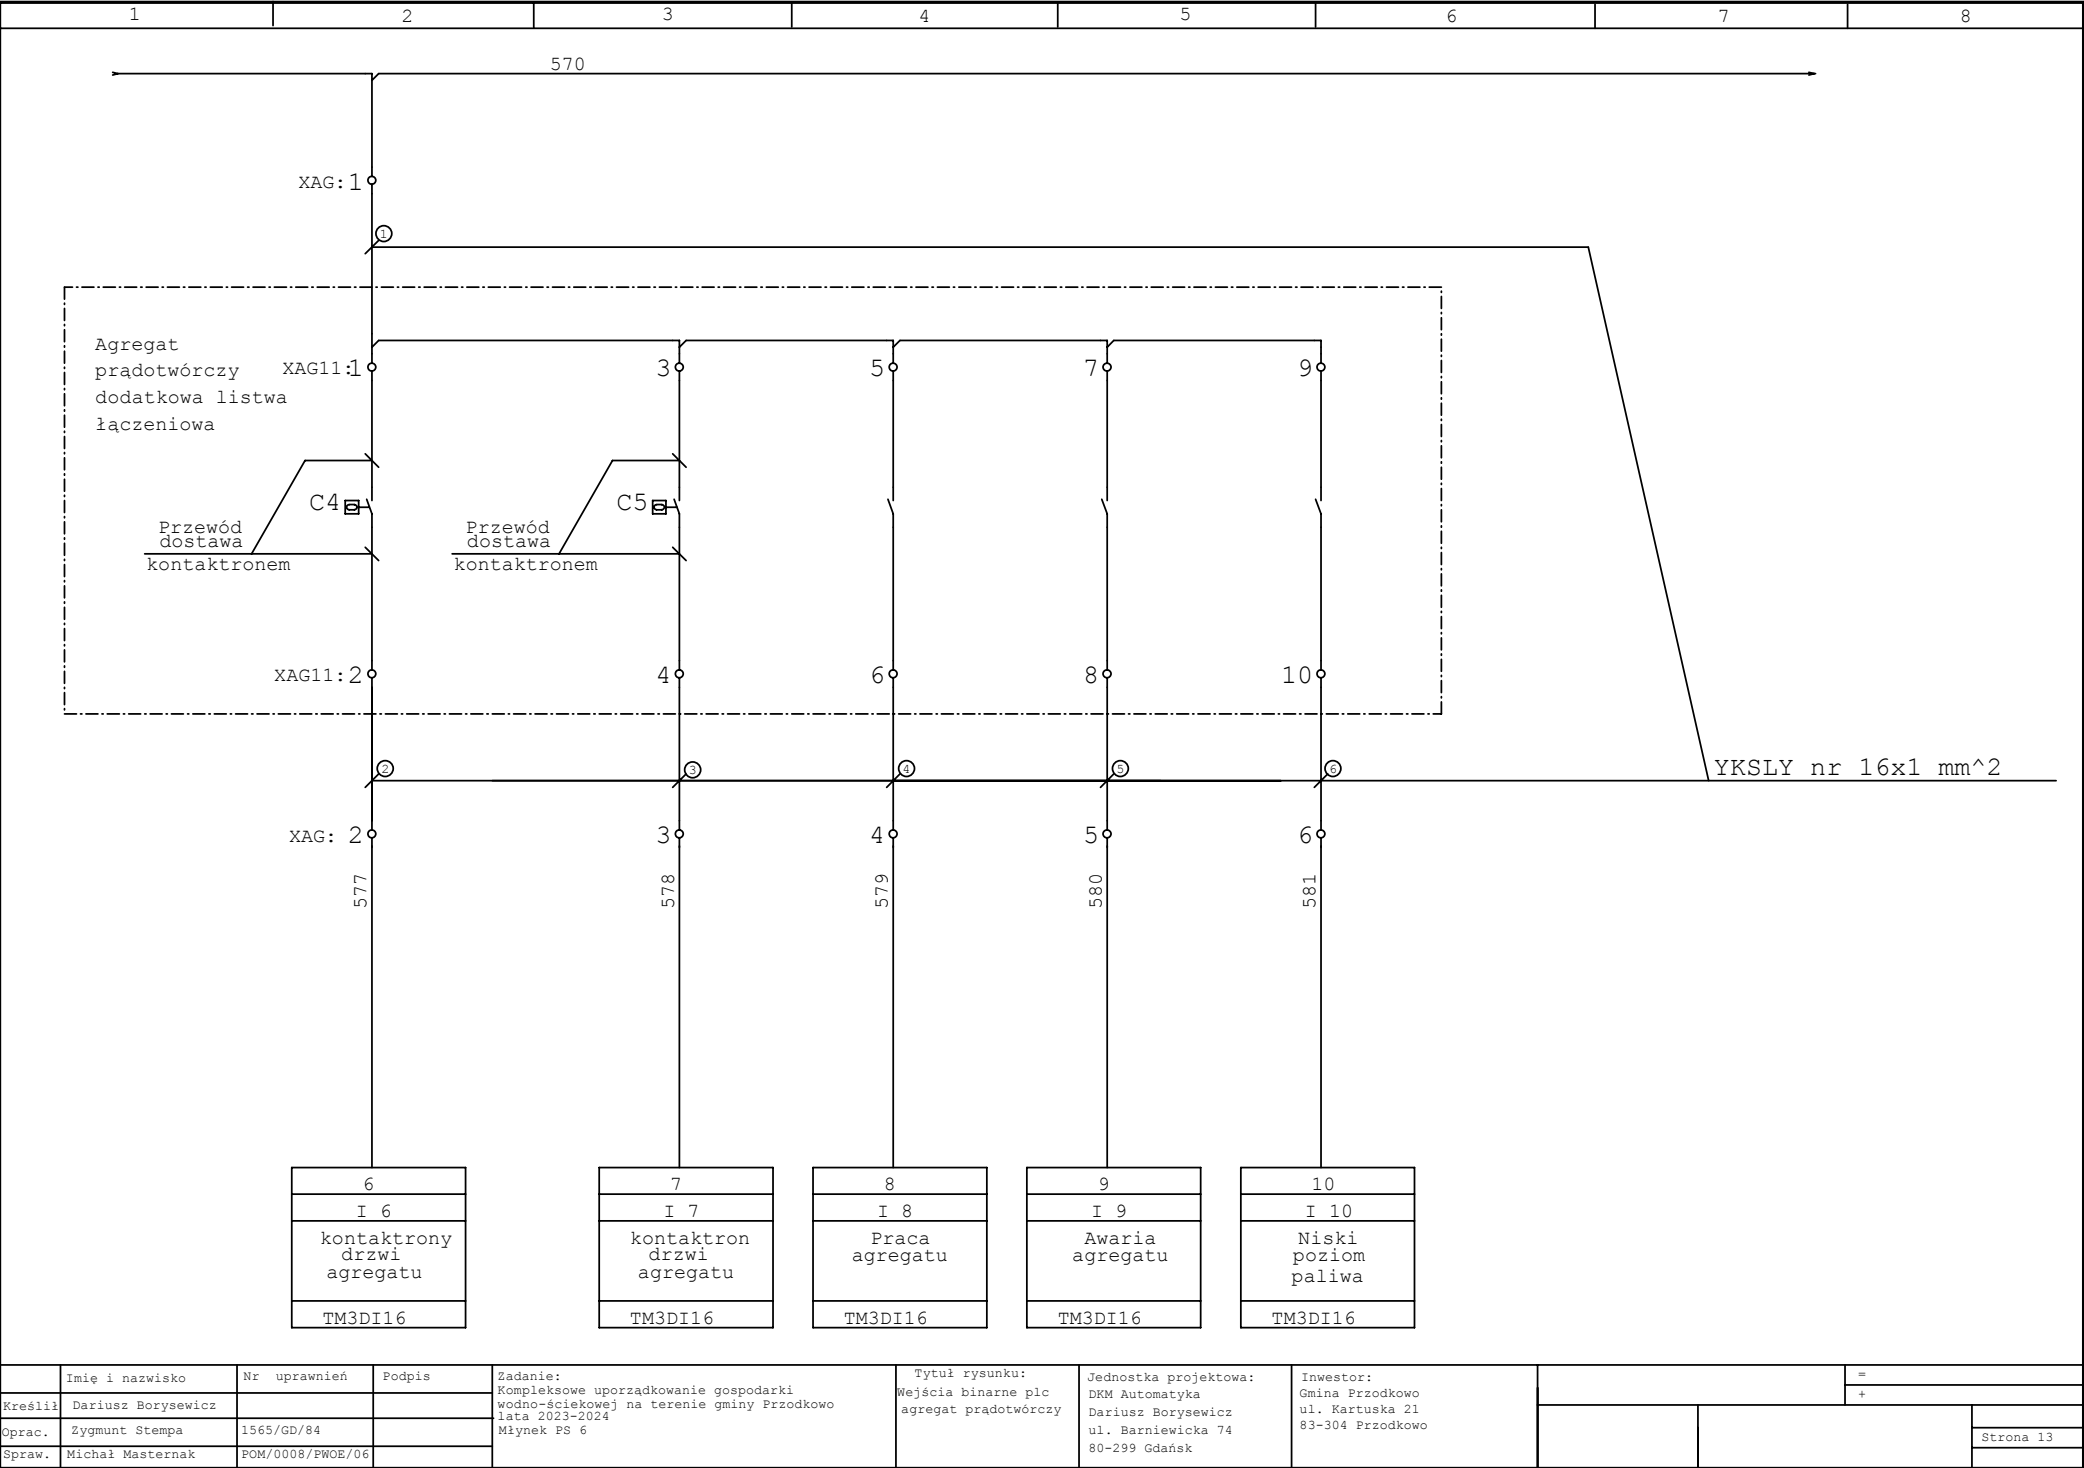 1 2 3 4 5 6 7 8
570
XAG: 1
1
Agregat
prądotwórczy
dodatkowa listwa
łączeniowa
XAG11:1 3 5 7 9
C4 C5
Przewód
dostawa
kontaktronem
Przewód
dostawa
kontaktronem
XAG11: 2 4 6 8 10
2 3 4 5 6
YKSLY nr 16x1 mm^2
XAG: 2 3 4 5 6
577 578 579 580 581
6
I 6
kontaktrony
drzwi
agregatu
TM3DI16
7
I 7
kontaktron
drzwi
agregatu
TM3DI16
8
I 8
Praca
agregatu
TM3DI16
9
I 9
Awaria
agregatu
TM3DI16
10
I 10
Niski
poziom
paliwa
TM3DI16
Imię i nazwisko Nr uprawnień Podpis
Kreślił Dariusz Borysewicz
Oprac. Zygmunt Stempa 1565/GD/84
Spraw. Michał Masternak POM/0008/PWOE/06
Zadanie:
Kompleksowe uporządkowanie gospodarki
wodno-ściekowej na terenie gminy Przodkowo
lata 2023-2024
Młynek PS 6
Tytuł rysunku:
Wejścia binarne plc
agregat prądotwórczy
Jednostka projektowa:
DKM Automatyka
Dariusz Borysewicz
ul. Barniewicka 74
80-299 Gdańsk
Inwestor:
Gmina Przodkowo
ul. Kartuska 21
83-304 Przodkowo
=
+
Strona 13